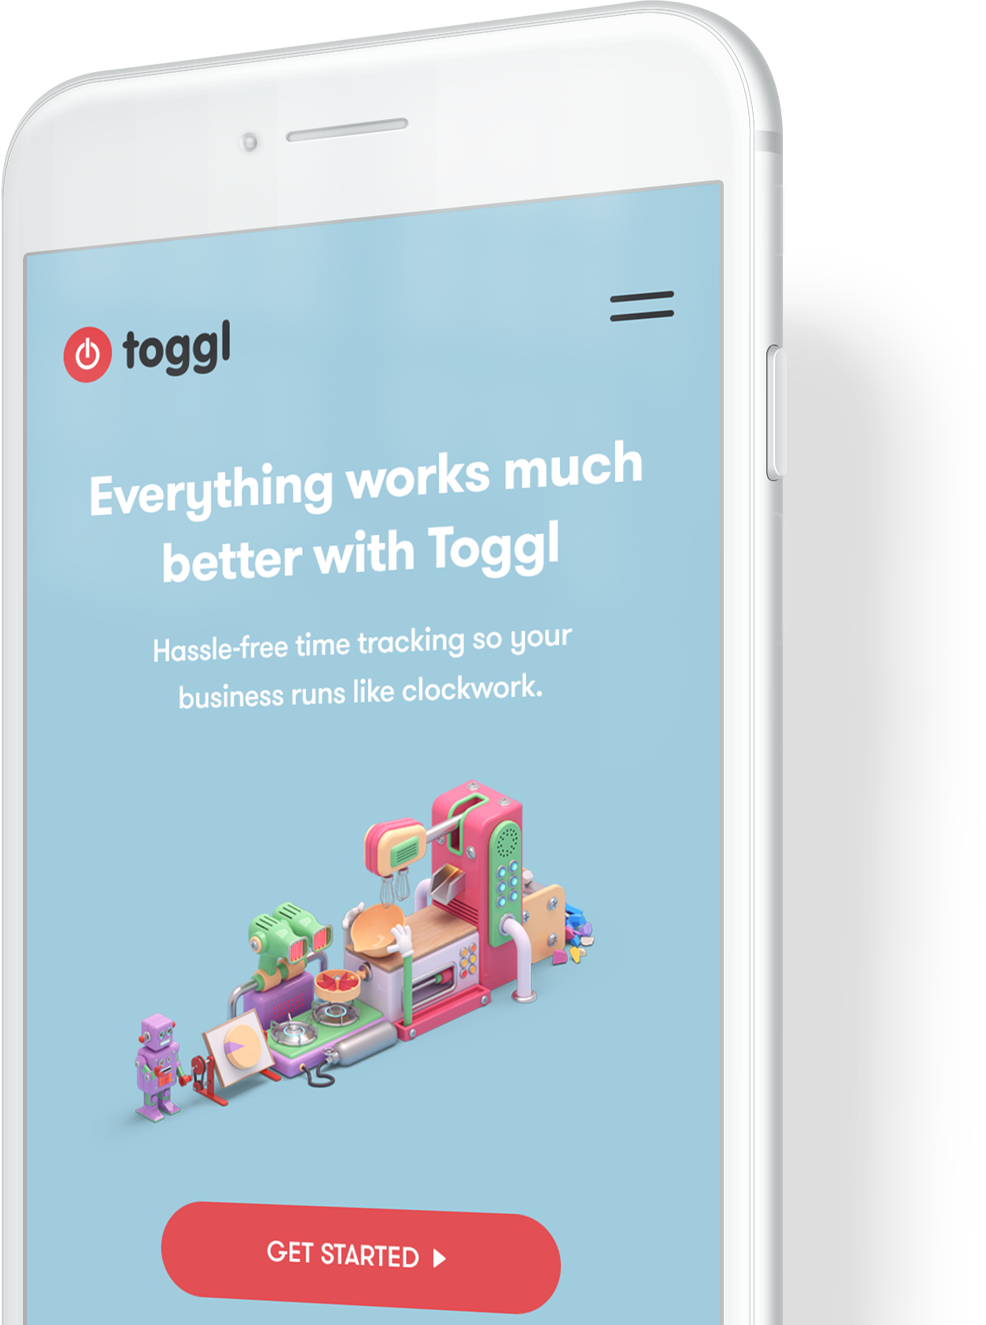 toggl
Everything works much
better with Toggl
Hassle-free time tracking so your
business runs like clockwork.
GET STARTED